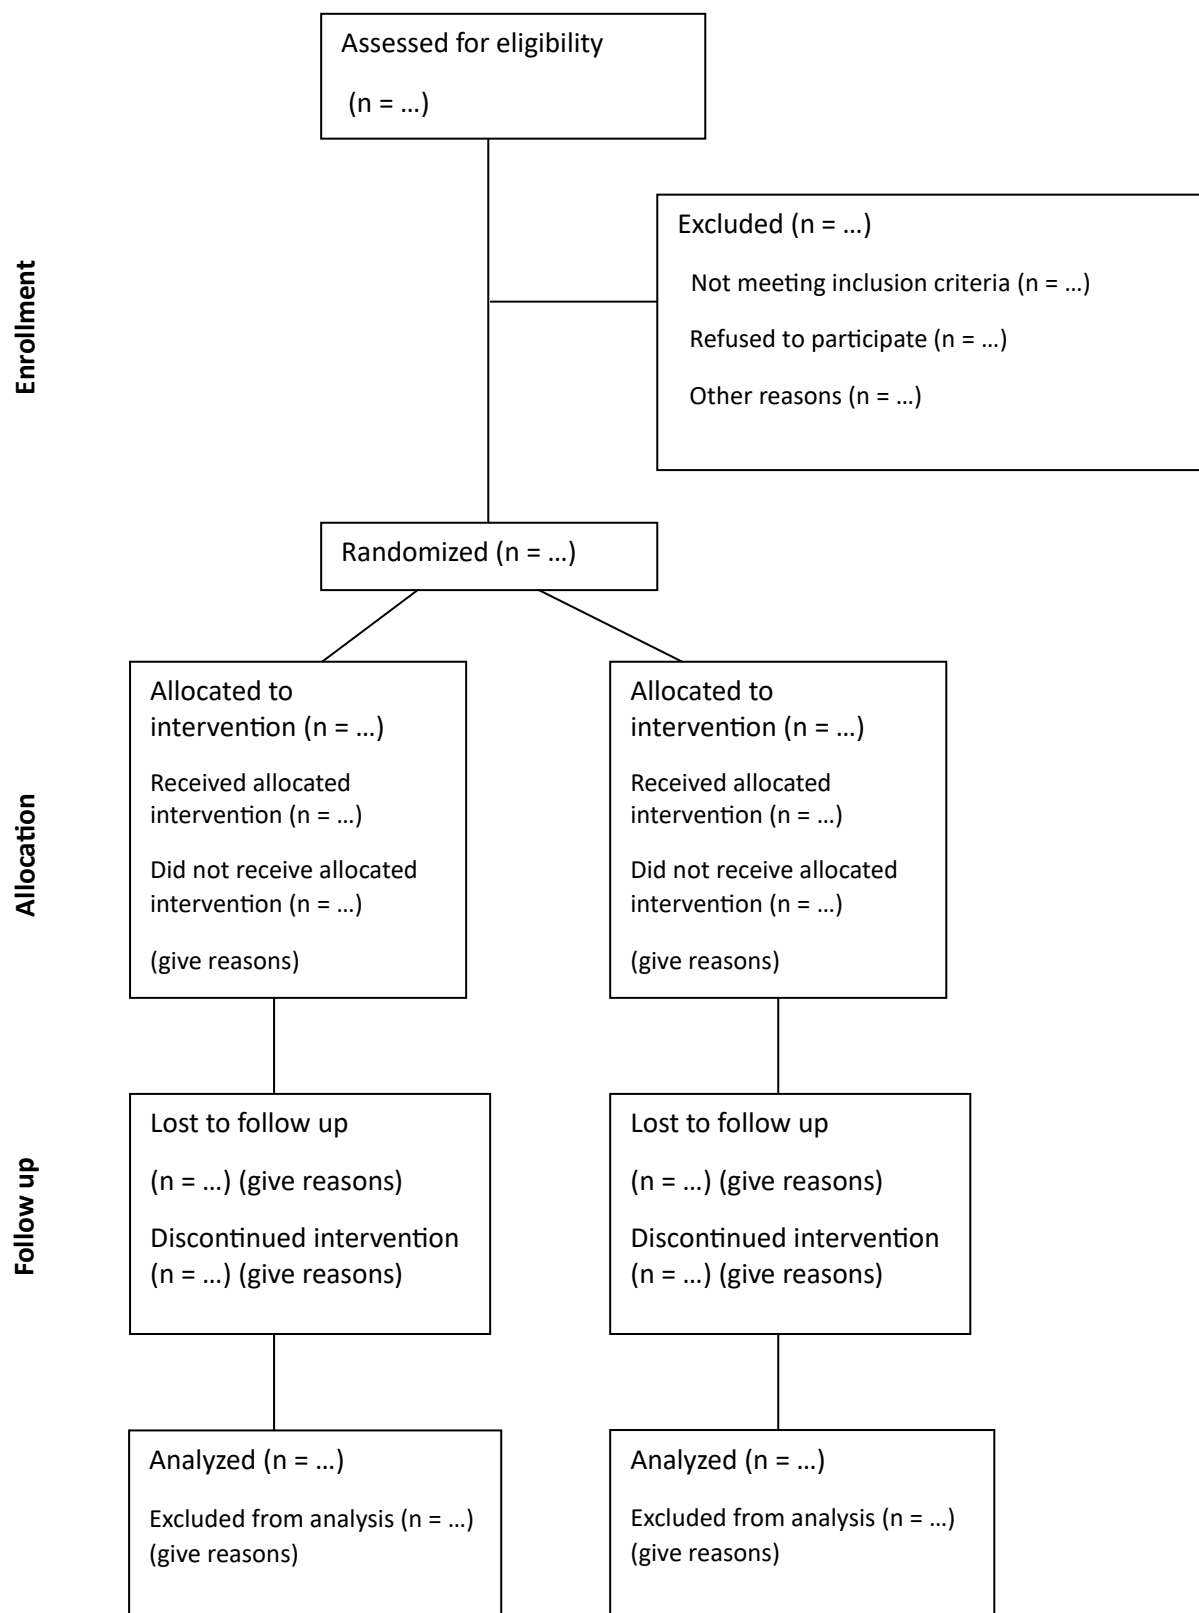 Assessed for eligibility
(n = ...)
Enrollment
Excluded (n = ...)
Not meeting inclusion criteria (n = ...)
Refused to participate (n = ...)
Other reasons (n = ...)
Randomized (n = ...)
Allocation
Allocated to
intervention (n = ...)
Received allocated
intervention (n = ...)
Did not receive allocated
intervention (n = ...)
(give reasons)
Allocated to
intervention (n = ...)
Received allocated
intervention (n = ...)
Did not receive allocated
intervention (n = ...)
(give reasons)
Follow up
Lost to follow up
(n = ...) (give reasons)
Discontinued intervention
(n = ...) (give reasons)
Lost to follow up
(n = ...) (give reasons)
Discontinued intervention
(n = ...) (give reasons)
Analyzed (n = ...)
Excluded from analysis (n = ...)
(give reasons)
Analyzed (n = ...)
Excluded from analysis (n = ...)
(give reasons)